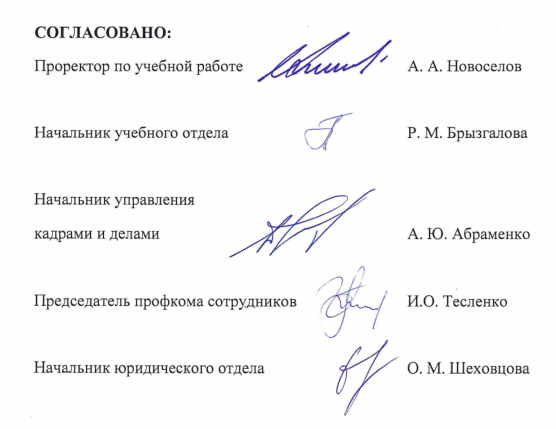 СОГЛАСОВАНО:
Проректор по учебной работе А. А. Новоселов
Начальник учебного отдела Р. М. Брызгалова
Начальник управления
кадрами и делами А. Ю. Абраменко
Председатель профкома сотрудников И.О. Тесленко
Начальник юридического отдела О. М. Шеховцова